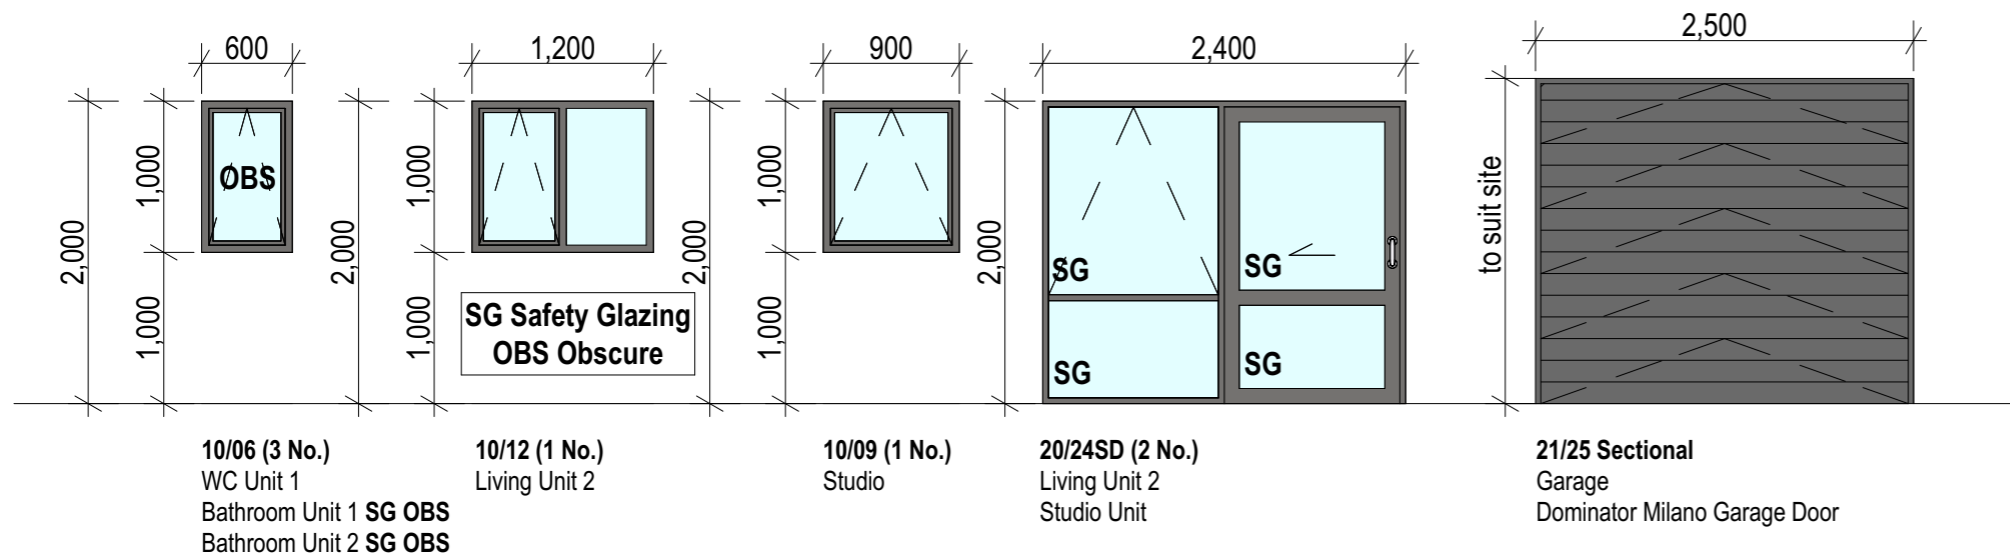 600
1,200
900
2,400
2,500
2,000
1,000
1,000
OBS
2,000
1,000
1,000
SG Safety Glazing
OBS Obscure
2,000
1,000
1,000
2,000
SG
SG
SG
SG
to suit site
10/06 (3 No.)
WC Unit 1
Bathroom Unit 1 SG OBS
Bathroom Unit 2 SG OBS
10/12 (1 No.)
Living Unit 2
10/09 (1 No.)
Studio
20/24SD (2 No.)
Living Unit 2
Studio Unit
21/25 Sectional
Garage
Dominator Milano Garage Door